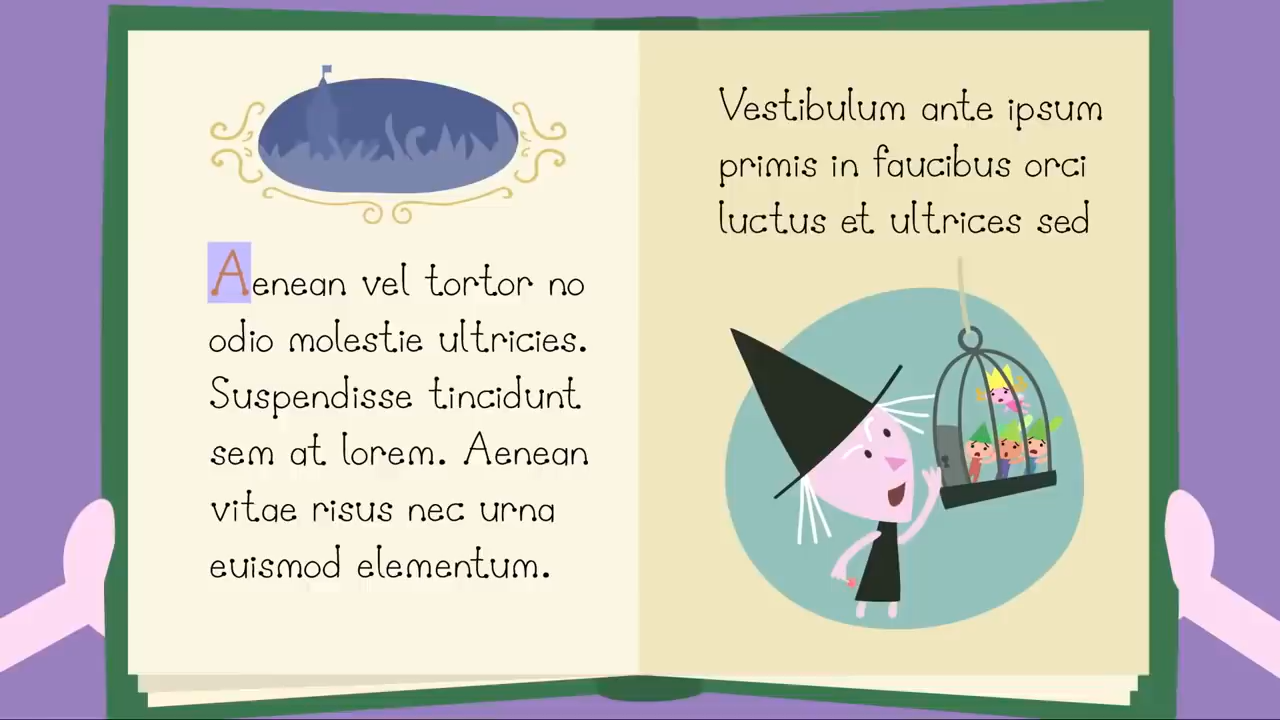 Aenean vel tortor no
odio molestie ultricies.
Suspendisse tincidunt
sem at lorem. Aenean
vitae risus nec urna
euismod elementum.
Vestibulum ante ipsum
primis in faucibus orci
luctus et ultrices sed